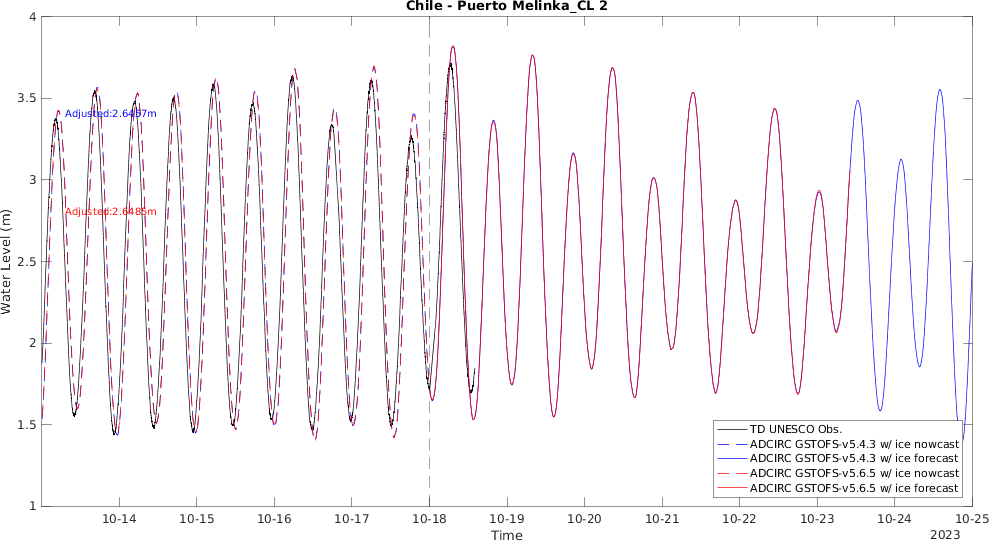 Chile - Puerto Melinka_CL 2
4
3.5
3
2.5
2
1.5
1
Water Level (m)
Adjusted:2.6457m
Adjusted:2.6485m
TD UNESCO Obs.
ADCIRC GSTOFS-v5.4.3 w/ ice nowcast
ADCIRC GSTOFS-v5.4.3 w/ ice forecast
ADCIRC GSTOFS-v5.6.5 w/ ice nowcast
ADCIRC GSTOFS-v5.6.5 w/ ice forecast
10-14 10-15 10-16 10-17 10-18 10-19 10-20 10-21 10-22 10-23 10-24 10-25
Time
2023